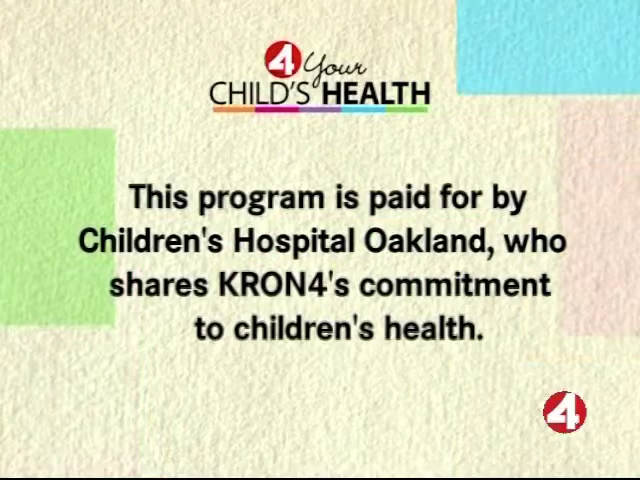 4 Your
CHILD'S HEALTH
This program is paid for by
Children's Hospital Oakland, who
shares KRON4's commitment
to children's health.
4